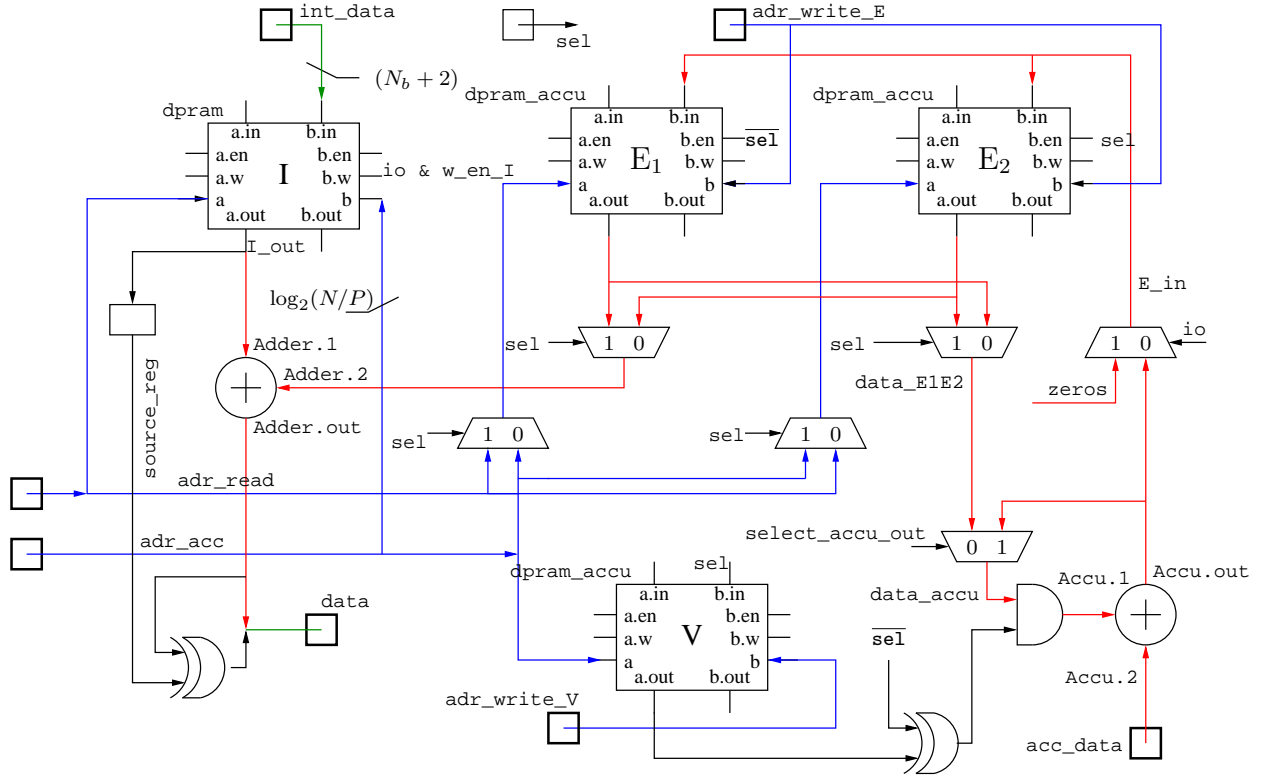 int_data
sel
adr_write_E
(N_b + 2)
dpram
dpram_accu
dpram_accu
a.in b.in
a.en b.en
a.w I b.w
a b
a.out b.out
io & w_en_I
a.in b.in
a.en b.en
a.w E₁ b.w
a b
a.out b.out
sel
a.in b.in
a.en b.en
a.w E₂ b.w
a b
a.out b.out
sel
I_out
log₂(N/P)
E_in
sel
1 0
sel
1 0
1 0
io
Adder.1
Adder.2
data_E1E2
zeros
source_reg
Adder.out
sel
1 0
sel
1 0
adr_read
adr_acc
select_accu_out
0 1
dpram_accu
sel
Accu.1
Accu.out
data
a.in b.in
a.en b.en
a.w V b.w
a b
a.out b.out
data_accu
sel
Accu.2
adr_write_V
acc_data